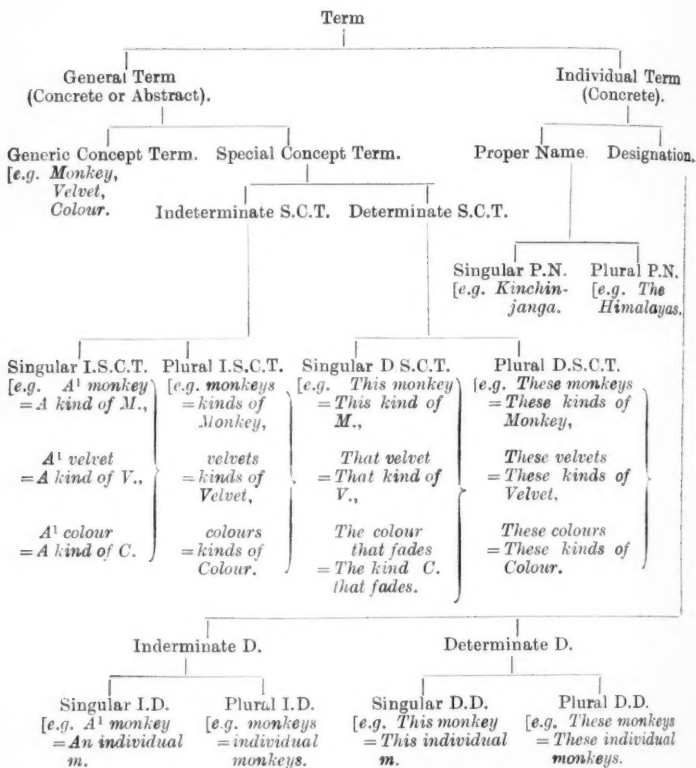 Term
General Term
(Concrete or Abstract).
Individual Term
(Concrete).
Generic Concept Term. Special Concept Term. Proper Name. Designation.
[e.g. Monkey,
Velvet,
Colour.
Indeterminate S.C.T. Determinate S.C.T.
Singular P.N. Plural P.N.
[e.g. Kinchin- [e.g. The
janga. Himalayas.
Singular I.S.C.T. Plural I.S.C.T. Singular D S.C.T. Plural D.S.C.T.
[e.g. A¹ monkey [e.g. monkeys [e.g. This monkey [e.g. These monkeys
=A kind of M., =kinds of =This kind of =These kinds of
Monkey, M., Monkey,
A¹ velvet velvets That velvet These velvets
=A kind of V., =kinds of =That kind of =These kinds of
Velvet, V., Velvet,
A¹ colour colours The colour These colours
=A kind of C. =kinds of that fades =These kinds of
Colour. =The kind C. Colour.
that fades.
Inderminate D. Determinate D.
Singular I.D. Plural I.D. Singular D.D. Plural D.D.
[e.g. A¹ monkey [e.g. monkeys [e.g. This monkey [e.g. These monkeys
=An individual =individual =This individual =These individual
m. monkeys. m. monkeys.